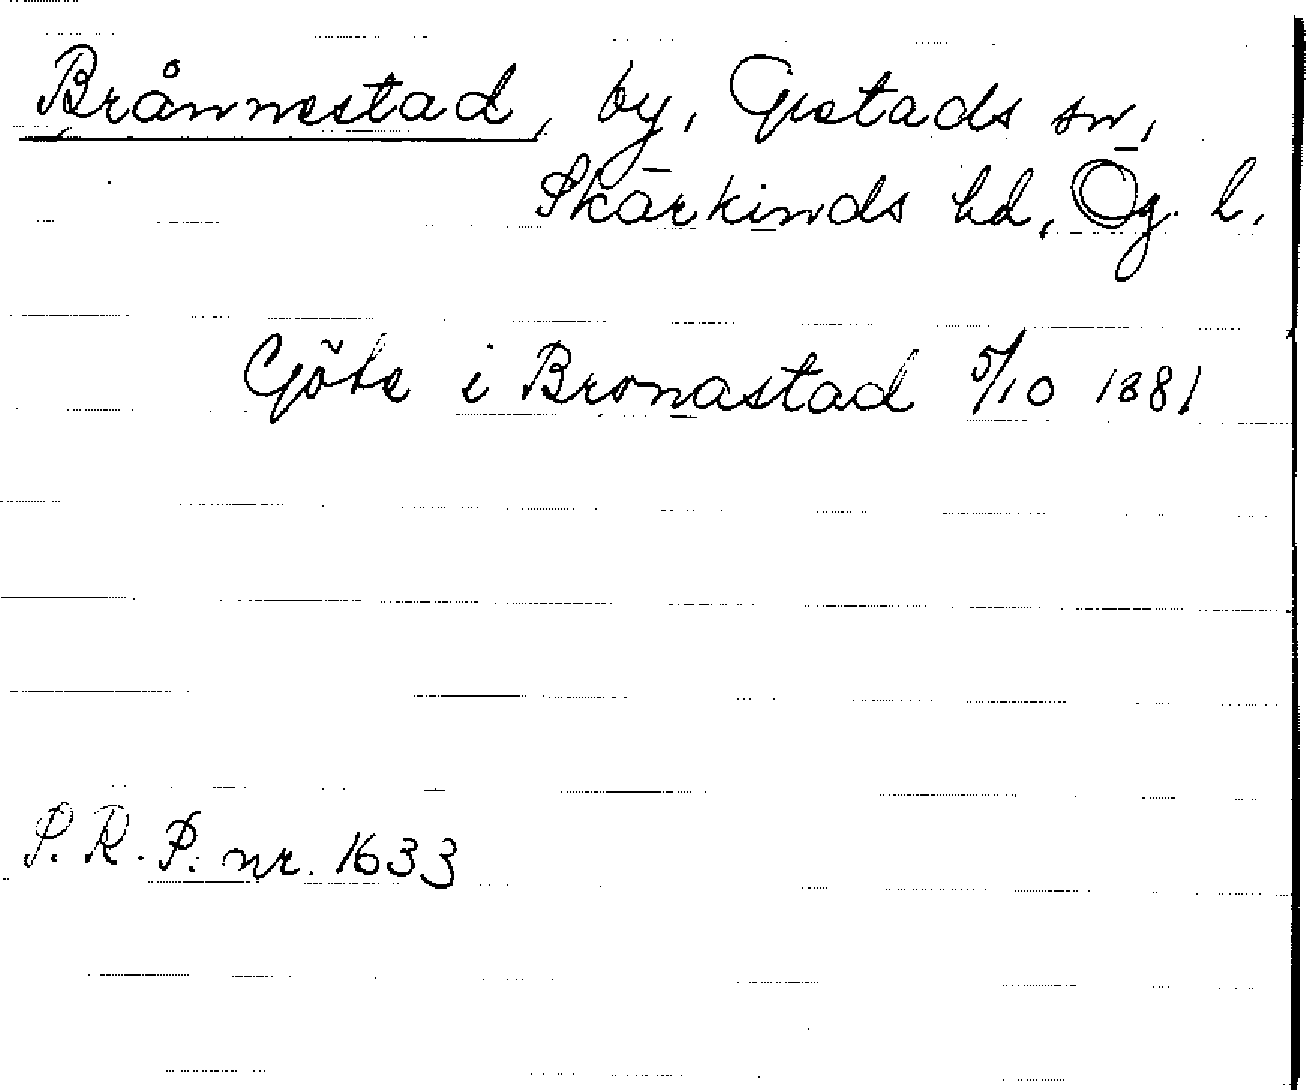 Brånnestad, by, Gistads sn,
Skärkinds hd, Ög. l.
Göte i Bronastad 5/10 1881
S. R. P. nr. 1633